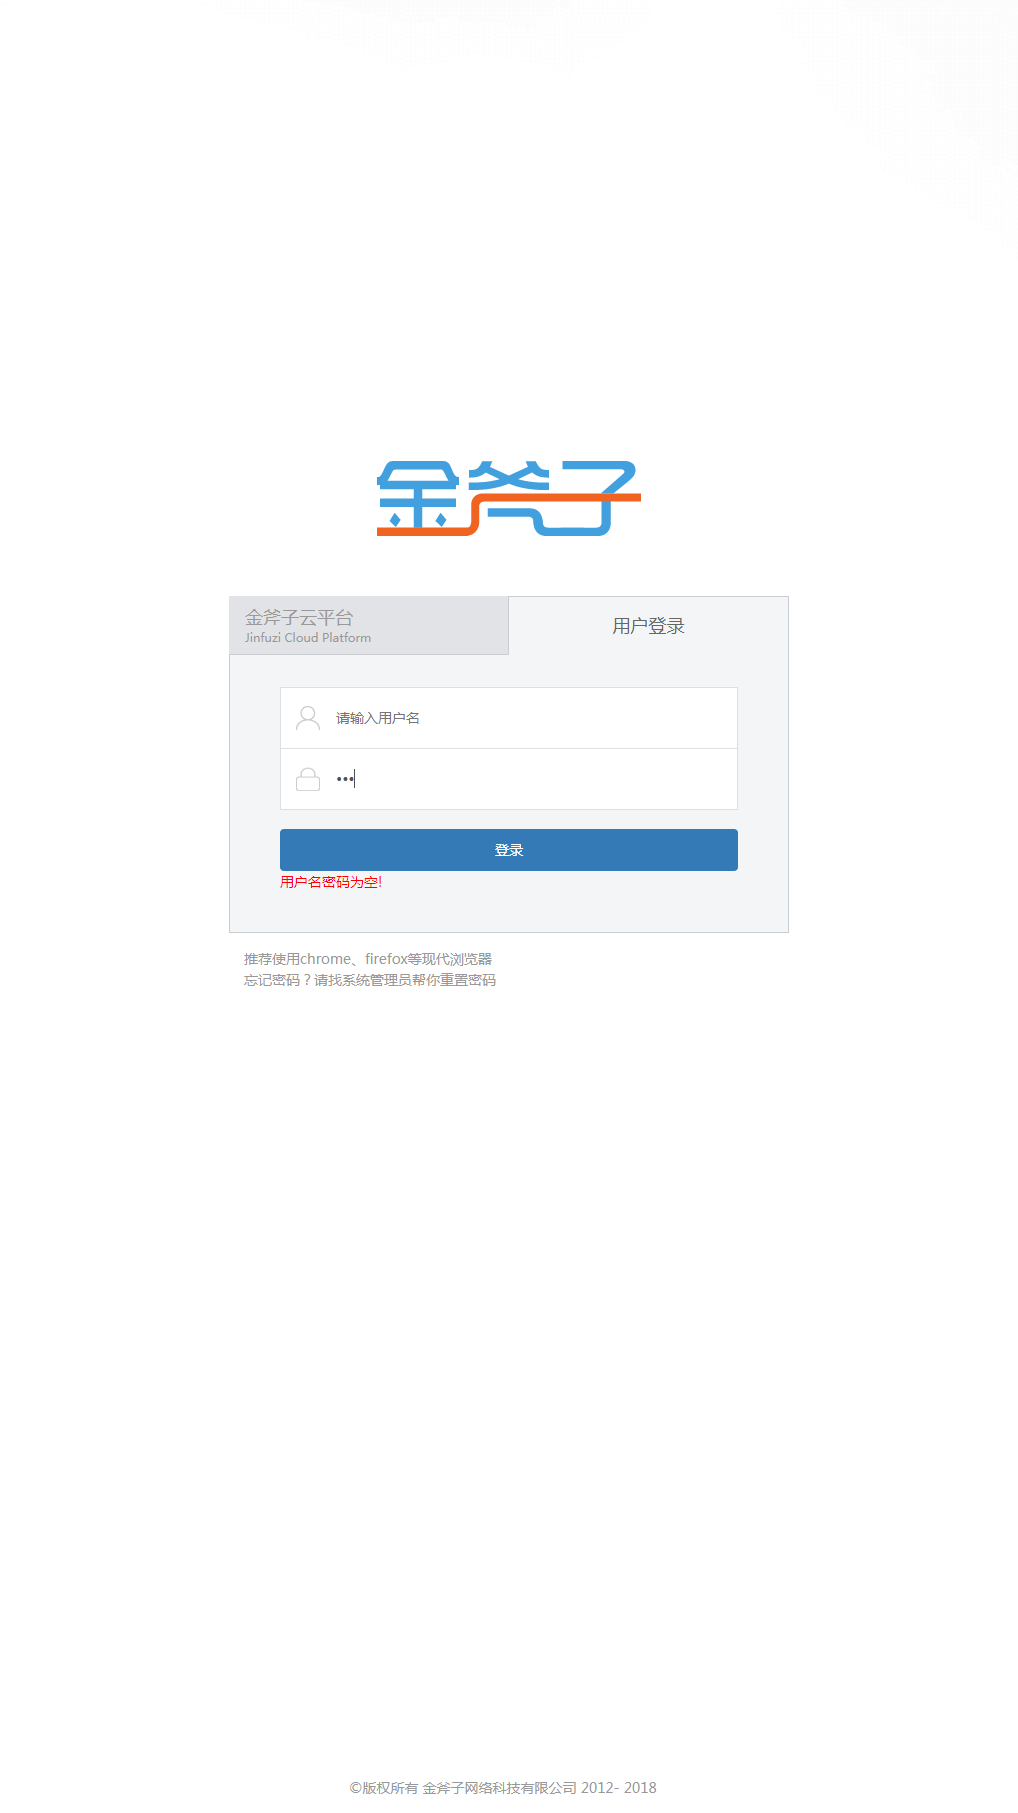 金斧子
金斧子云平台
Jinfuzi Cloud Platform
用户登录
请输入用户名
•••
登录
用户名密码为空!
推荐使用chrome、firefox等现代浏览器
忘记密码？请找系统管理员帮你重置密码
©版权所有 金斧子网络科技有限公司 2012- 2018